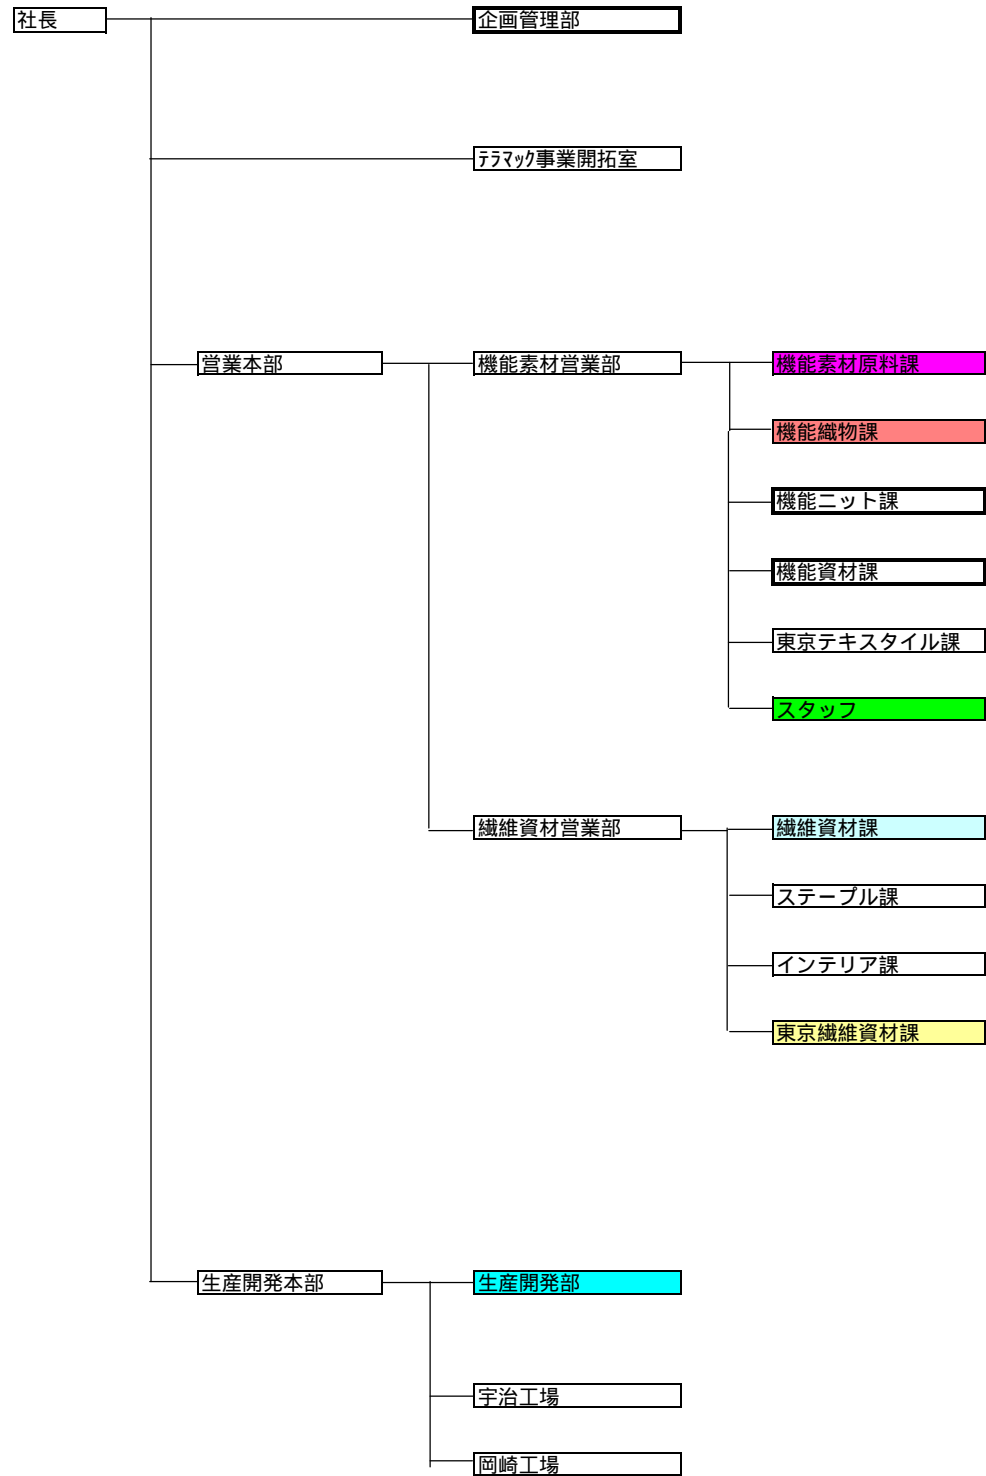 社長
企画管理部
ﾃﾗﾏｯｸ事業開拓室
営業本部
機能素材営業部
機能素材原料課
機能織物課
機能ニット課
機能資材課
東京テキスタイル課
スタッフ
繊維資材営業部
繊維資材課
ステープル課
インテリア課
東京繊維資材課
生産開発本部
生産開発部
宇治工場
岡崎工場